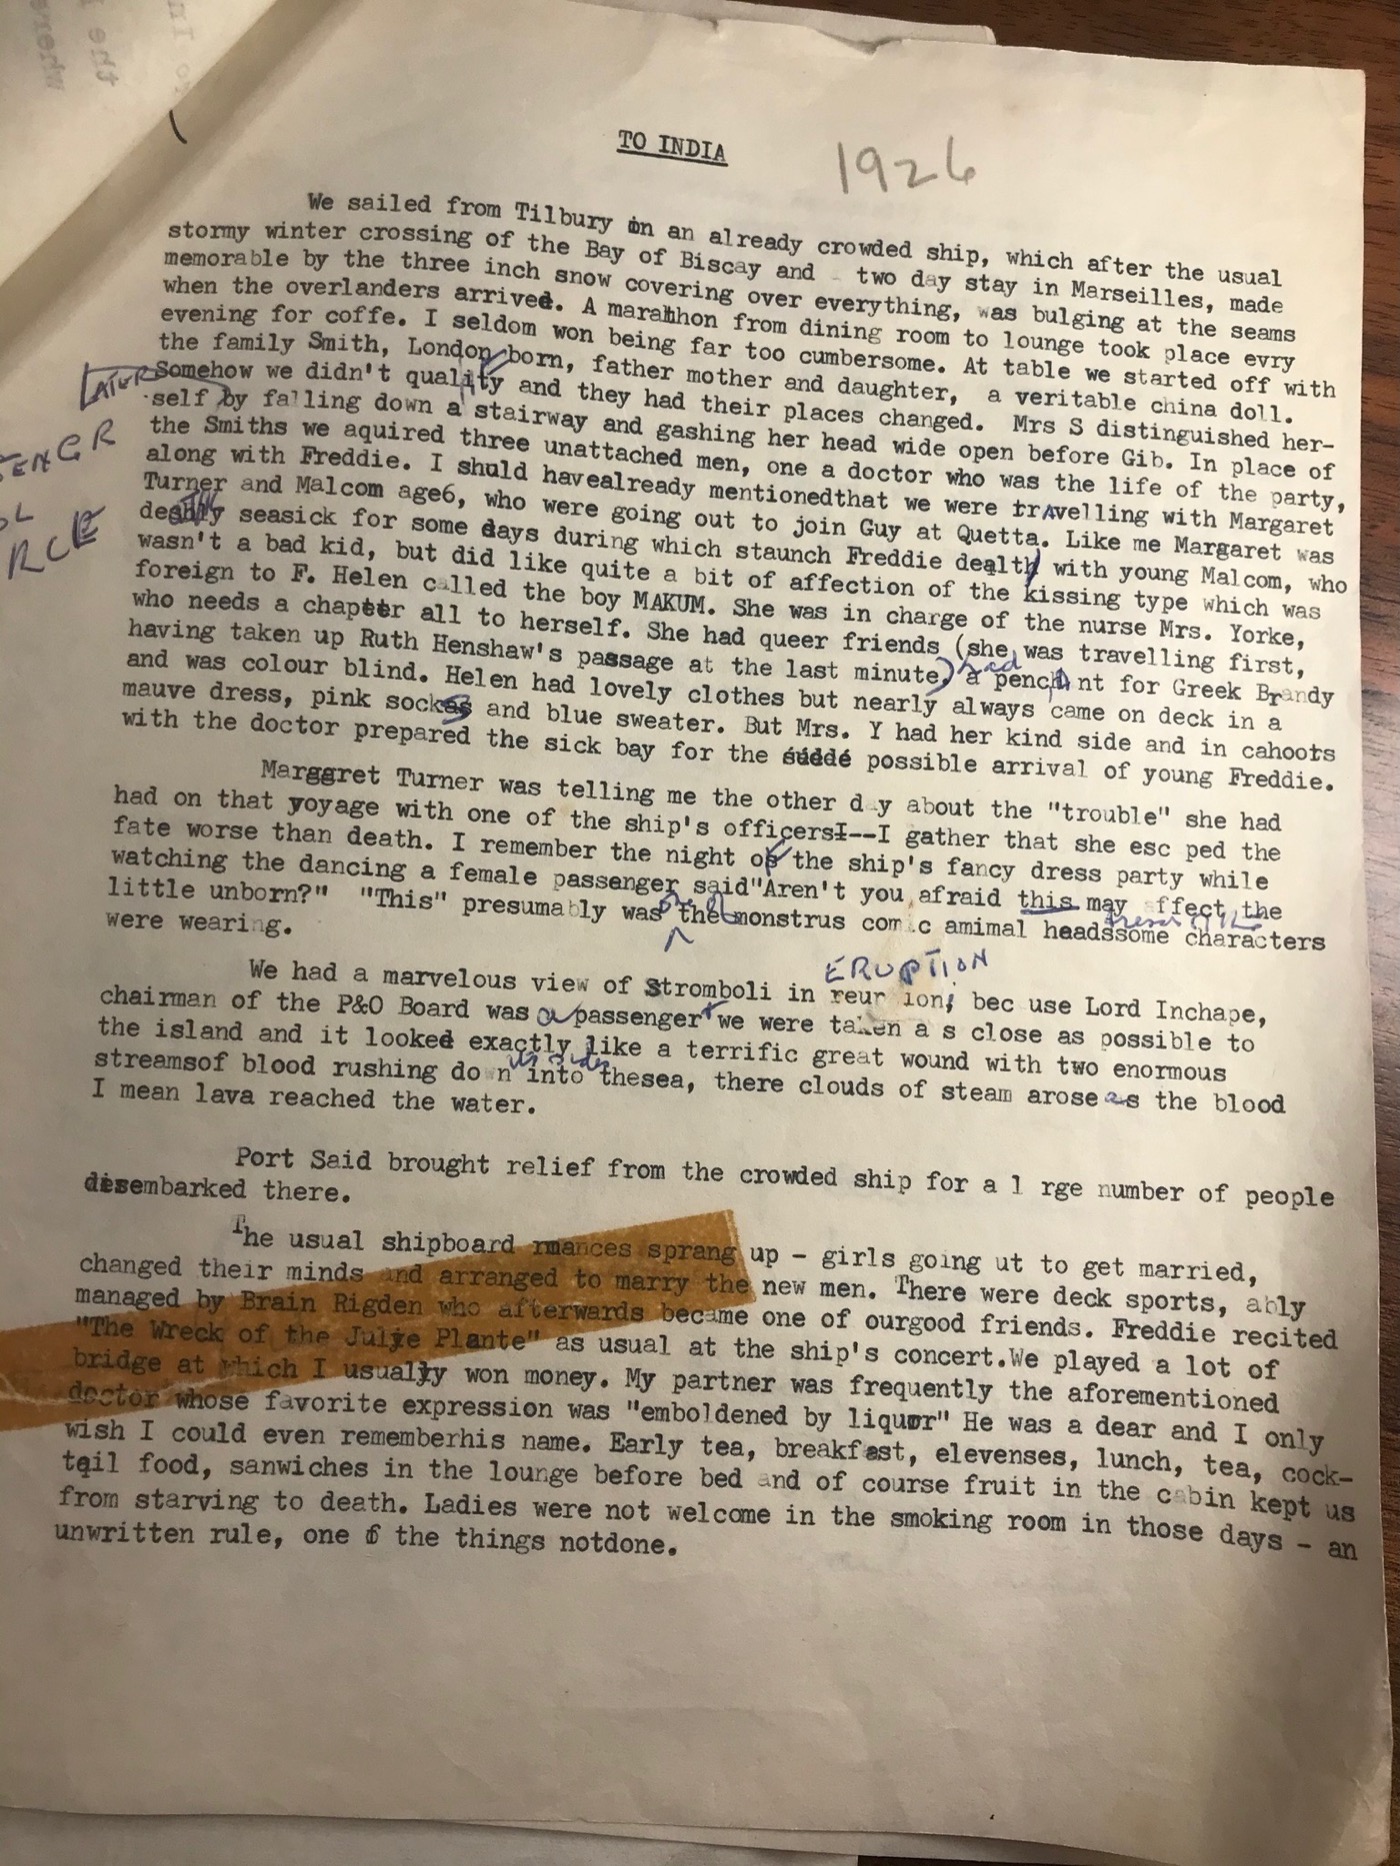 TO INDIA
1926
We sailed from Tilbury in an already crowded ship, which after the usual
stormy winter crossing of the Bay of Biscay and two day stay in Marseilles, made
memorable by the three inch snow covering over everything, was bulging at the seams
when the overlanders arrived. A marathon from dining room to lounge took place evry
evening for coffe. I seldom won being far too cumbersome. At table we started off with
the family Smith, London born, father mother and daughter, a veritable china doll.
LATER
Somehow we didn't quality and they had their places changed. Mrs S distinguished her-
self by falling down a stairway and gashing her head wide open before Gib. In place of
the Smiths we aquired three unattached men, one a doctor who was the life of the party,
along with Freddie. I shuld havealready mentionedthat we were travelling with Margaret
Turner and Malcom age6, who were going out to join Guy at Quetta. Like me Margaret was
seasick for some days during which staunch Freddie dealt with young Malcom, who
wasn't a bad kid, but did like quite a bit of affection of the kissing type which was
foreign to F. Helen called the boy MAKUM. She was in charge of the nurse Mrs. Yorke,
who needs a chapter all to herself. She had queer friends (she was travelling first,
having taken up Ruth Henshaw's passage at the last minute) had a penchant for Greek Brandy
and was colour blind. Helen had lovely clothes but nearly always came on deck in a
mauve dress, pink socks and blue sweater. But Mrs. Y had her kind side and in cahoots
with the doctor prepared the sick bay for the possible arrival of young Freddie.
Marggret Turner was telling me the other d y about the "trouble" she had
had on that yoyage with one of the ship's officers--I gather that she esc ped the
fate worse than death. I remember the night of the ship's fancy dress party while
watching the dancing a female passenger said"Aren't you afraid this may ffect the
little unborn?" "This" presumably was the monstrus comic amimal headssome characters
were wearing.
ERUPTION
We had a marvelous view of Stromboli in bec use Lord Inchape,
chairman of the P&O Board was a passenger we were taken a s close as possible to
the island and it looked exactly like a terrific great wound with two enormous
its sides
streamsof blood rushing down into thesea, there clouds of steam arose as the blood
I mean lava reached the water.
Port Said brought relief from the crowded ship for a l rge number of people
disembarked there.
The usual shipboard rmances sprang up - girls going ut to get married,
changed their minds and arranged to marry the new men. There were deck sports, ably
managed by Brain Rigden who afterwards became one of ourgood friends. Freddie recited
"The Wreck of the Julie Plante" as usual at the ship's concert.We played a lot of
bridge at which I usually won money. My partner was frequently the aforementioned
doctor whose favorite expression was "emboldened by liquor" He was a dear and I only
wish I could even rememberhis name. Early tea, breakfast, elevenses, lunch, tea, cock-
tail food, sanwiches in the lounge before bed and of course fruit in the cabin kept us
from starving to death. Ladies were not welcome in the smoking room in those days - an
unwritten rule, one of the things notdone.